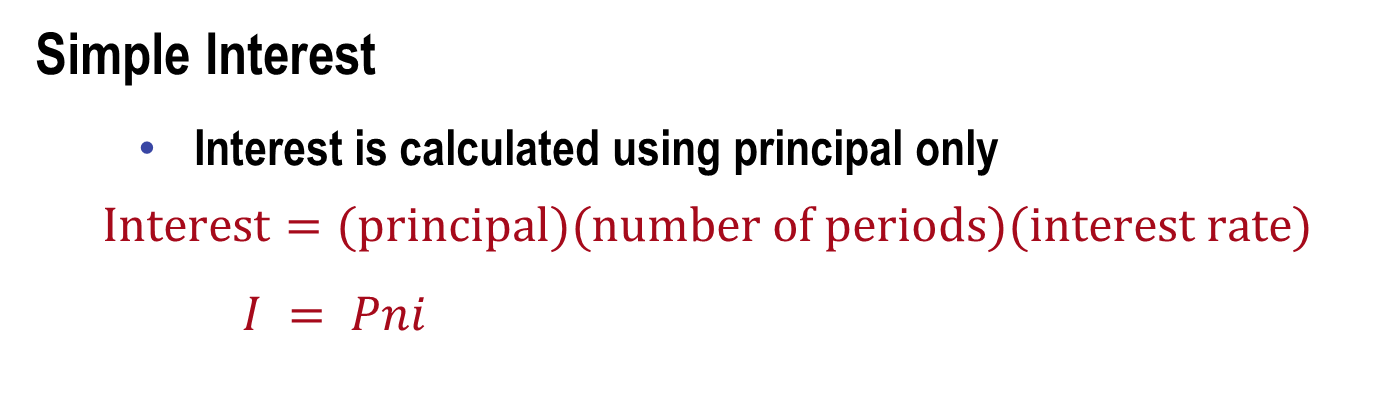 Simple Interest
• Interest is calculated using principal only
Interest = (principal)(number of periods)(interest rate)
I = Pni